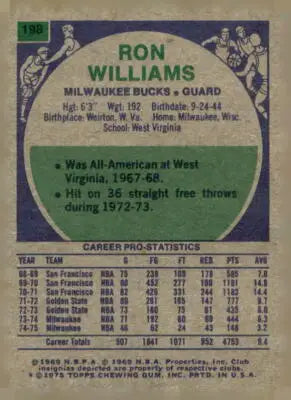 198
RON
WILLIAMS
MILWAUKEE BUCKS • GUARD
Hgt: 6'3" Wgt: 192 Birthdate: 9-24-44
Birthplace: Weirton, W. Va. Home: Milwaukee, Wisc.
School: West Virginia
• Was All-American at West
Virginia, 1967-68.
• Hit on 36 straight free throws
during 1972-73.
CAREER PRO-STATISTICS
YEAR TEAM G FG FT REB PTS AVG
68-69 San Francisco NBA 75 238 109 178 585 7.8
69-70 San Francisco NBA 80 452 277 190 1181 14.8
70-71 San Francisco NBA 82 426 331 244 1183 14.4
71-72 Golden State NBA 80 291 195 147 777 9.7
72-73 Golden State NBA 73 180 75 81 435 6.0
73-74 Milwaukee NBA 71 192 60 69 444 6.3
74-75 Milwaukee NBA 46 62 24 43 148 3.2
Career Totals 507 1841 1071 952 4753 9.4
© 1969 N.B.P.A. © 1969 N.B.A. Properties, Inc. Club
insignias depicted are property of respective clubs.
© 1975 TOPPS CHEWING GUM, INC. PRTD. IN U.S.A.